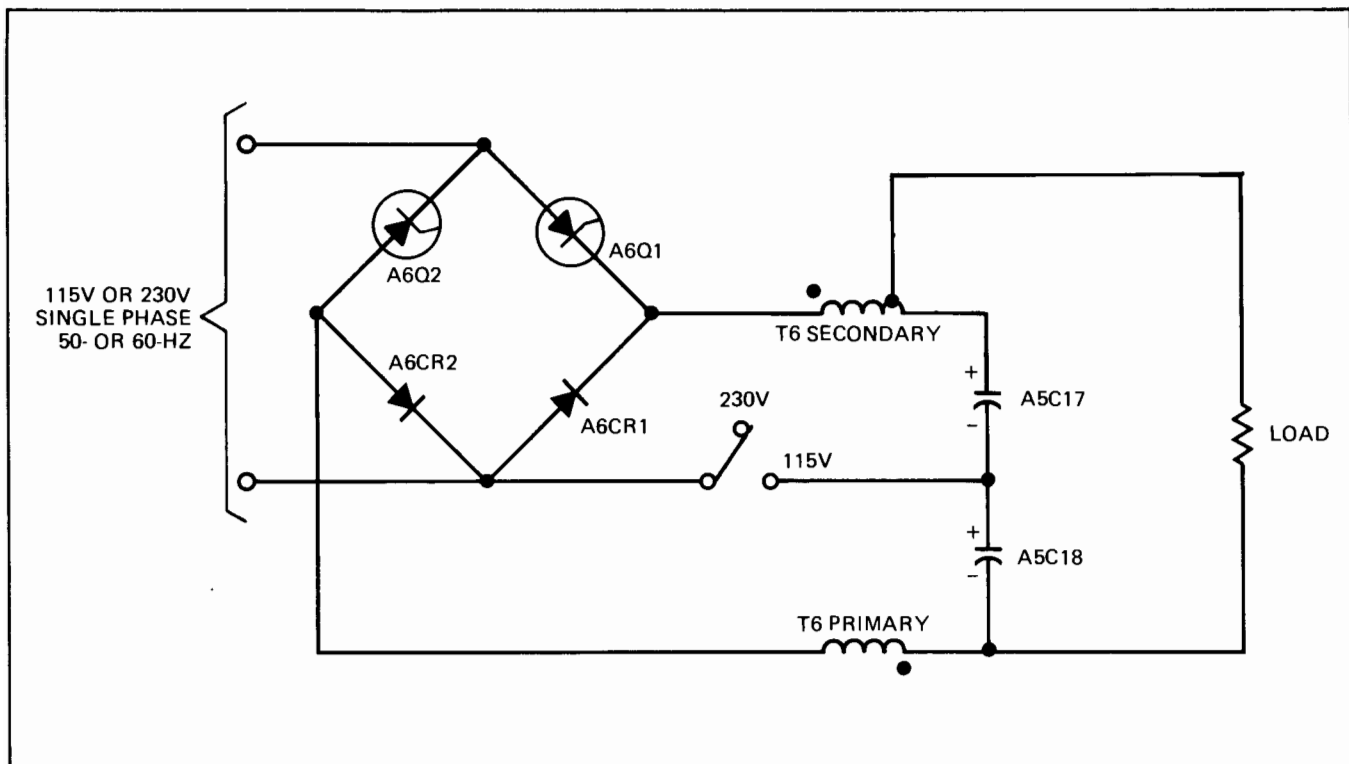 115V OR 230V
SINGLE PHASE
50- OR 60-HZ
A6Q2
A6Q1
A6CR2
A6CR1
T6 SECONDARY
230V
115V
+
-
A5C17
+
-
A5C18
LOAD
T6 PRIMARY